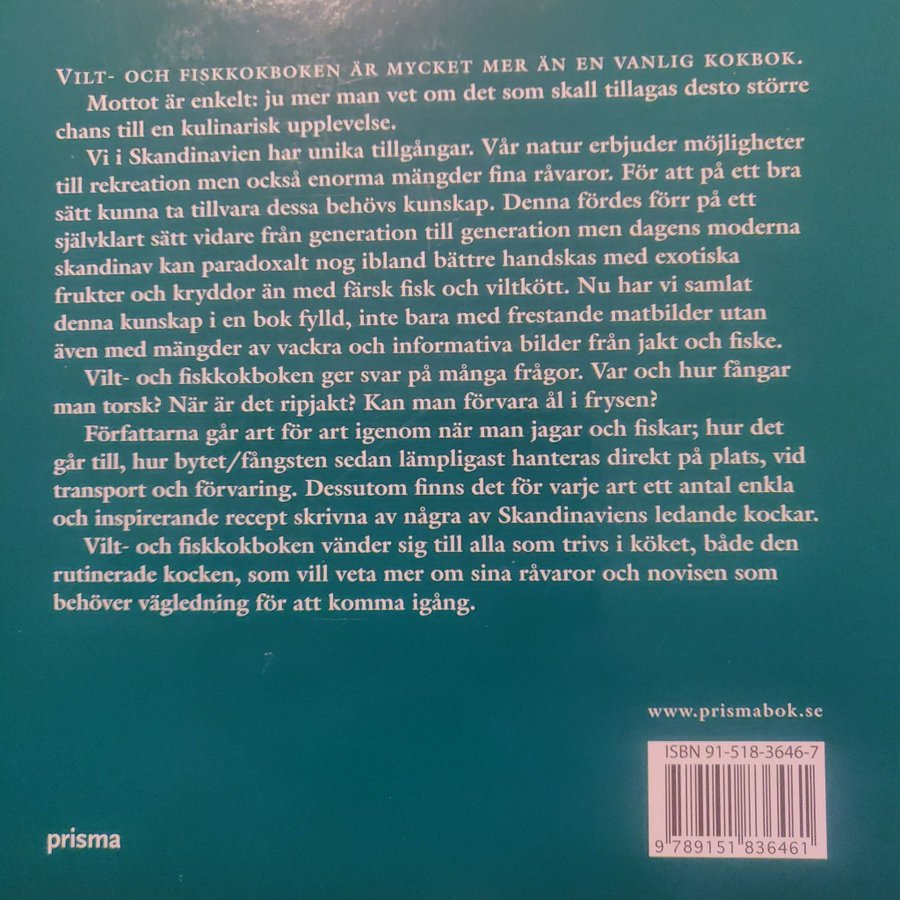 VILT- OCH FISKKOKBOKEN ÄR MYCKET MER ÄN EN VANLIG KOKBOK.
Mottot är enkelt: ju mer man vet om det som skall tillagas desto större
chans till en kulinarisk upplevelse.
Vi i Skandinavien har unika tillgångar. Vår natur erbjuder möjligheter
till rekreation men också enorma mängder fina råvaror. För att på ett bra
sätt kunna ta tillvara dessa behövs kunskap. Denna fördes förr på ett
självklart sätt vidare från generation till generation men dagens moderna
skandinav kan paradoxalt nog ibland bättre handskas med exotiska
frukter och kryddor än med färsk fisk och viltkött. Nu har vi samlat
denna kunskap i en bok fylld, inte bara med frestande matbilder utan
även med mängder av vackra och informativa bilder från jakt och fiske.
Vilt- och fiskkokboken ger svar på många frågor. Var och hur fångar
man torsk? När är det ripjakt? Kan man förvara ål i frysen?
Författarna går art för art igenom när man jagar och fiskar; hur det
går till, hur bytet/fångsten sedan lämpligast hanteras direkt på plats, vid
transport och förvaring. Dessutom finns det för varje art ett antal enkla
och inspirerande recept skrivna av några av Skandinaviens ledande kockar.
Vilt- och fiskkokboken vänder sig till alla som trivs i köket, både den
rutinerade kocken, som vill veta mer om sina råvaror och novisen som
behöver vägledning för att komma igång.
www.prismabok.se
ISBN 91-518-3646-7
9 789151 836461
prisma